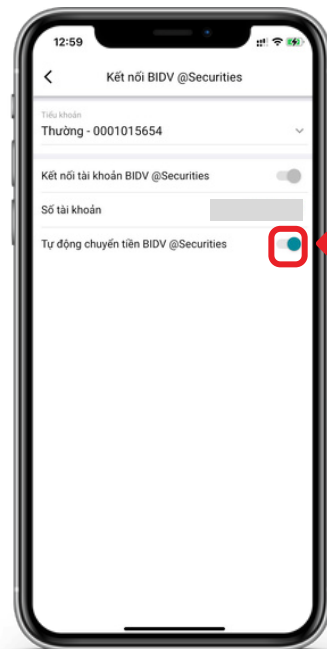 12:59
Kết nối BIDV @Securities
Tiểu khoản
Thường - 0001015654
Kết nối tài khoản BIDV @Securities
Số tài khoản
Tự động chuyển tiền BIDV @Securities